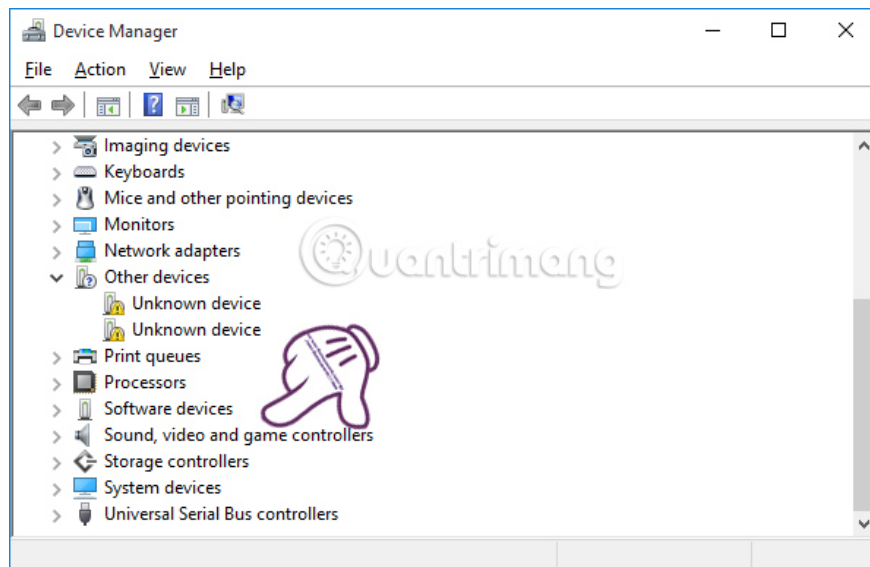 Device Manager
File Action View Help
Imaging devices
Keyboards
Mice and other pointing devices
Monitors
Network adapters
Quantrimang
Other devices
Unknown device
Unknown device
Print queues
Processors
Software devices
Sound, video and game controllers
Storage controllers
System devices
Universal Serial Bus controllers